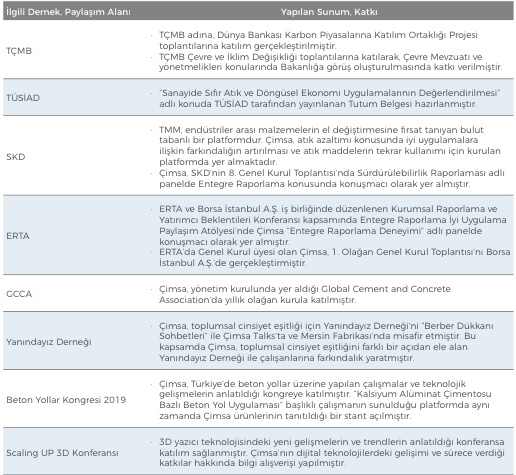 İlgili Dernek, Paylaşım Alanı
Yapılan Sunum, Katkı
TÇMB
· TÇMB adına, Dünya Bankası Karbon Piyasalarına Katılım Ortaklığı Projesi
toplantılarına katılım gerçekleştirilmiştir.
· TÇMB Çevre ve İklim Değişikliği toplantılarına katılarak, Çevre Mevzuatı ve
yönetmelikleri konularında Bakanlığa görüş oluşturulmasında katkı verilmiştir.
TÜSİAD
· "Sanayide Sıfır Atık ve Döngüsel Ekonomi Uygulamalarının Değerlendirilmesi"
adlı konuda TÜSİAD tarafından yayınlanan Tutum Belgesi hazırlanmıştır.
SKD
· TMM, endüstriler arası malzemelerin el değiştirmesine fırsat tanıyan bulut
tabanlı bir platformdur. Çimsa, atık azaltımı konusunda iyi uygulamalara
ilişkin farkındalığın artırılması ve atık maddelerin tekrar kullanımı için kurulan
platformda yer almaktadır.
· Çimsa, SKD'nin 8. Genel Kurul Toplantısı'nda Sürdürülebilirlik Raporlaması adlı
panelde Entegre Raporlama konusunda konuşmacı olarak yer almıştır.
ERTA
· ERTA ve Borsa İstanbul A.Ş. iş birliğinde düzenlenen Kurumsal Raporlama ve
Yatırımcı Beklentileri Konferansı kapsamında Entegre Raporlama İyi Uygulama
Paylaşım Atölyesi'nde Çimsa "Entegre Raporlama Deneyimi" adlı panelde
konuşmacı olarak yer almıştır.
· ERTA'da Genel Kurul üyesi olan Çimsa, 1. Olağan Genel Kurul Toplantısı'nı Borsa
İstanbul A.Ş.'de gerçekleştirmiştir.
GCCA
· Çimsa, yönetim kurulunda yer aldığı Global Cement and Concrete
Association'da yıllık olağan kurula katılmıştır.
Yanındayız Derneği
· Çimsa, toplumsal cinsiyet eşitliği için Yanındayız Derneği'ni "Berber Dükkanı
Sohbetleri" ile Çimsa Talks'ta ve Mersin Fabrikası'nda misafir etmiştir. Bu
kapsamda Çimsa, toplumsal cinsiyet eşitliğini farklı bir açıdan ele alan
Yanındayız Derneği ile çalışanlarına farkındalık yaratmıştır.
Beton Yollar Kongresi 2019
· Çimsa, Türkiye'de beton yollar üzerine yapılan çalışmalar ve teknolojik
gelişmelerin anlatıldığı kongreye katılmıştır. "Kalsiyum Alüminat Çimentosu
Bazlı Beton Yol Uygulaması" başlıklı çalışmanın sunulduğu platformda aynı
zamanda Çimsa ürünlerinin tanıtıldığı bir stant açılmıştır.
Scaling UP 3D Konferansı
· 3D yazıcı teknolojisindeki yeni gelişmelerin ve trendlerin anlatıldığı konferansa
katılım sağlanmıştır. Çimsa'nın dijital teknolojilerdeki gelişimi ve sürece verdiği
katkılar hakkında bilgi alışverişi yapılmıştır.